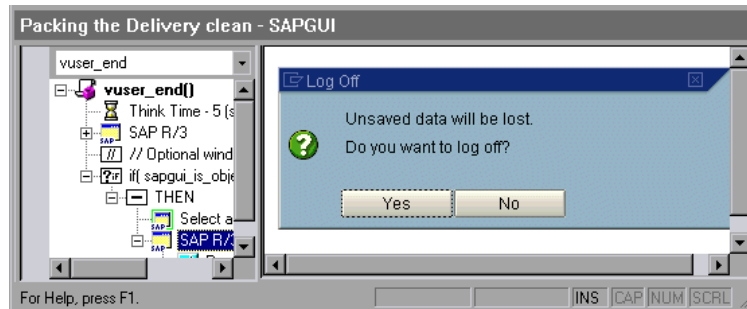 Packing the Delivery clean - SAPGUI
vuser_end
vuser_end()
Think Time - 5 (s
SAP R/3
// // Optional wind
if( sapgui_is_obje
THEN
Select a
SAP R/
Log Off
Unsaved data will be lost.
Do you want to log off?
Yes No
For Help, press F1.
INS CAP NUM SCRL